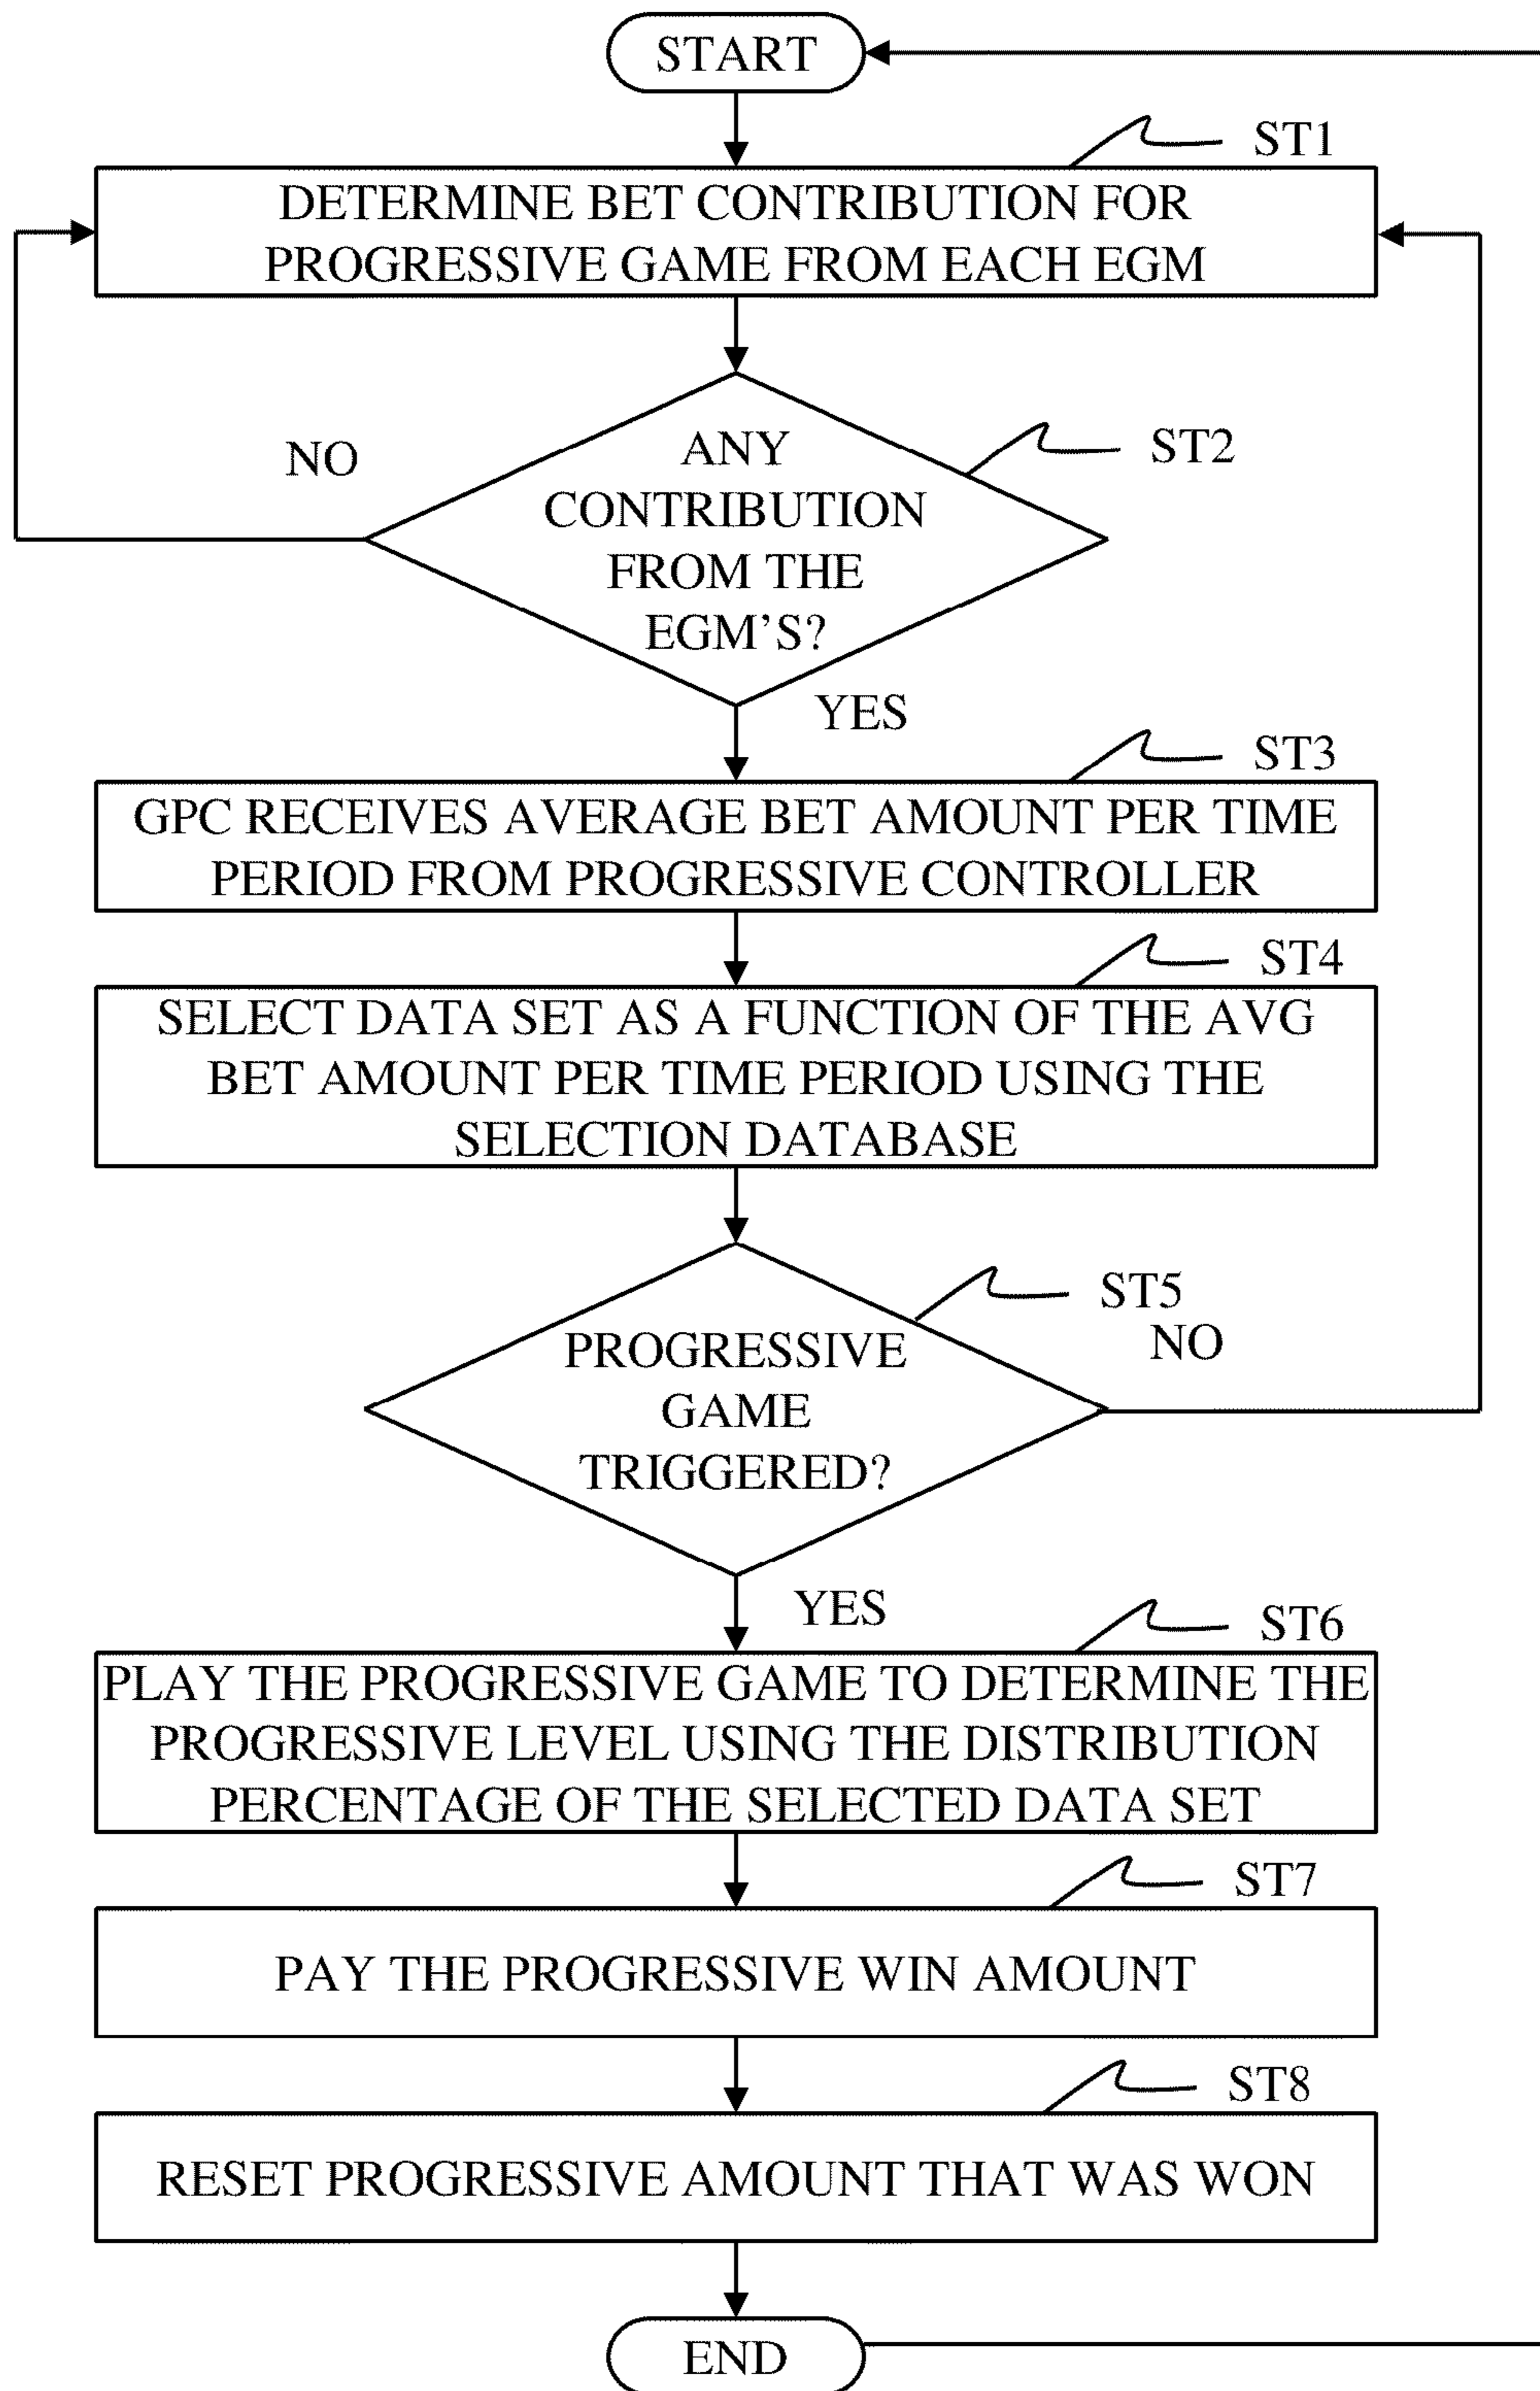 START
ST1
DETERMINE BET CONTRIBUTION FOR
PROGRESSIVE GAME FROM EACH EGM
NO
ANY
CONTRIBUTION
FROM THE
EGM'S?
ST2
YES
ST3
GPC RECEIVES AVERAGE BET AMOUNT PER TIME
PERIOD FROM PROGRESSIVE CONTROLLER
ST4
SELECT DATA SET AS A FUNCTION OF THE AVG
BET AMOUNT PER TIME PERIOD USING THE
SELECTION DATABASE
ST5
NO
PROGRESSIVE
GAME
TRIGGERED?
YES
ST6
PLAY THE PROGRESSIVE GAME TO DETERMINE THE
PROGRESSIVE LEVEL USING THE DISTRIBUTION
PERCENTAGE OF THE SELECTED DATA SET
ST7
PAY THE PROGRESSIVE WIN AMOUNT
ST8
RESET PROGRESSIVE AMOUNT THAT WAS WON
END